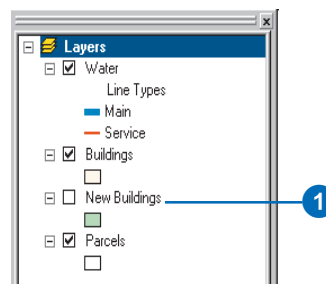 Layers
Water
Line Types
Main
Service
Buildings
New Buildings
1
Parcels